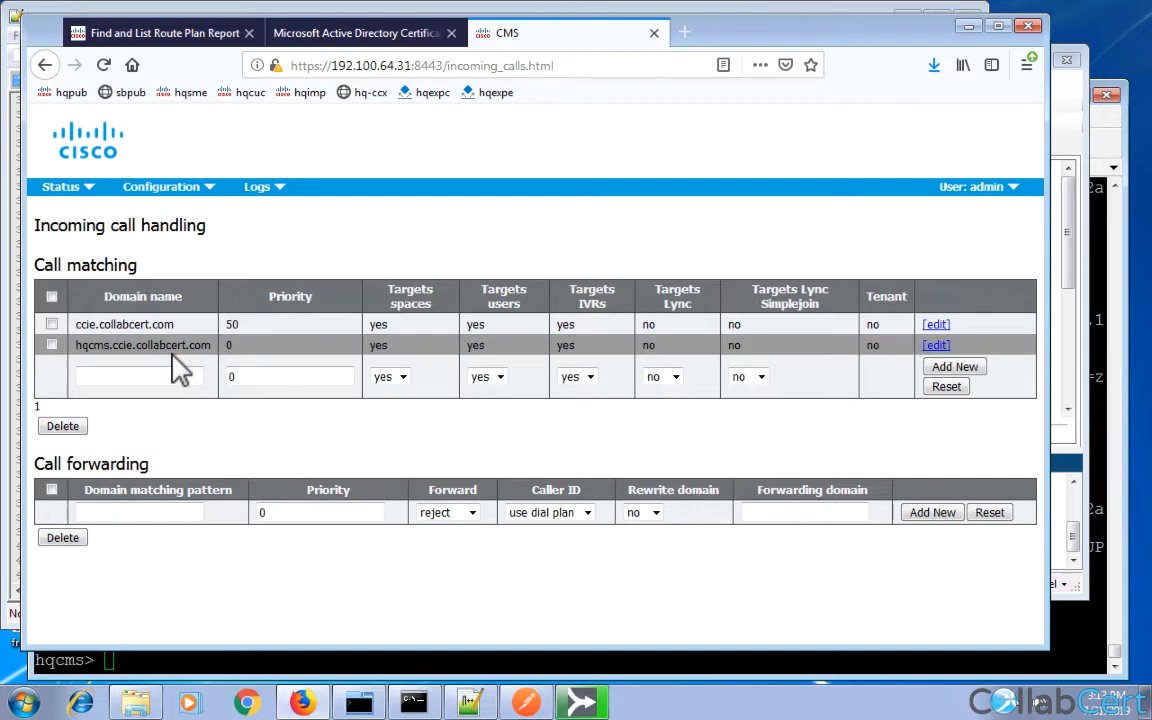 Find and List Route Plan Report
Microsoft Active Directory Certifica
CMS
https://192.100.64.31:8443/incoming_calls.html
hqpub sbpub hqsme hqcuc hqimp hq-ccx hqexpc hqexpe
CISCO
Status Configuration Logs User: admin
Incoming call handling
Call matching
Domain name Priority Targets spaces Targets users Targets IVRs Targets Lync Targets Lync Simplejoin Tenant
ccie.collabcert.com 50 yes yes yes no no no [edit]
hqcms.ccie.collabcert.com 0 yes yes yes no no no [edit]
0 yes yes yes no no Add New
Reset
1
Delete
Call forwarding
Domain matching pattern Priority Forward Caller ID Rewrite domain Forwarding domain
0 reject use dial plan no Add New Reset
Delete
hqcms>
CollabCert